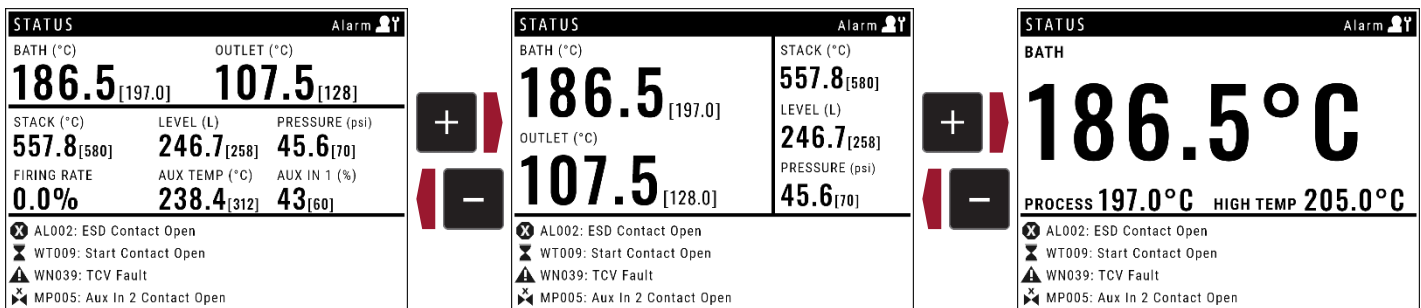 STATUS Alarm
BATH (°C) OUTLET (°C)
186.5[197.0] 107.5[128]
STACK (°C) LEVEL (L) PRESSURE (psi)
557.8[580] 246.7[258] 45.6[70]
FIRING RATE AUX TEMP (°C) AUX IN 1 (%)
0.0% 238.4[312] 43[60]
AL002: ESD Contact Open
WT009: Start Contact Open
WN039: TCV Fault
MP005: Aux In 2 Contact Open
+
−
STATUS Alarm
BATH (°C)
186.5[197.0]
OUTLET (°C)
107.5[128.0]
STACK (°C)
557.8[580]
LEVEL (L)
246.7[258]
PRESSURE (psi)
45.6[70]
AL002: ESD Contact Open
WT009: Start Contact Open
WN039: TCV Fault
MP005: Aux In 2 Contact Open
+
−
STATUS Alarm
BATH
186.5°C
PROCESS 197.0°C HIGH TEMP 205.0°C
AL002: ESD Contact Open
WT009: Start Contact Open
WN039: TCV Fault
MP005: Aux In 2 Contact Open